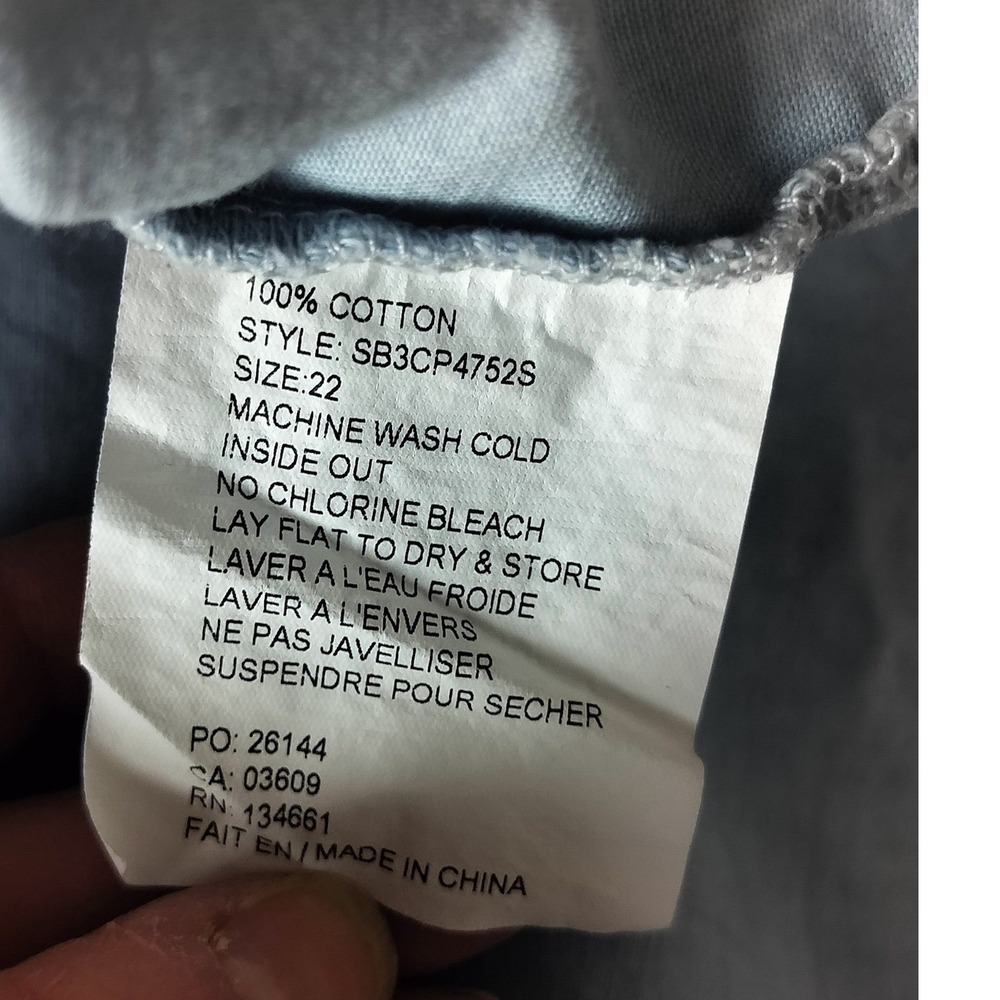 100% COTTON
STYLE: SB3CP4752S
SIZE:22
MACHINE WASH COLD
INSIDE OUT
NO CHLORINE BLEACH
LAY FLAT TO DRY & STORE
LAVER A L'EAU FROIDE
LAVER A L'ENVERS
NE PAS JAVELLISER
SUSPENDRE POUR SECHER
PO: 26144
CA: 03609
RN: 134661
FAIT EN / MADE IN CHINA